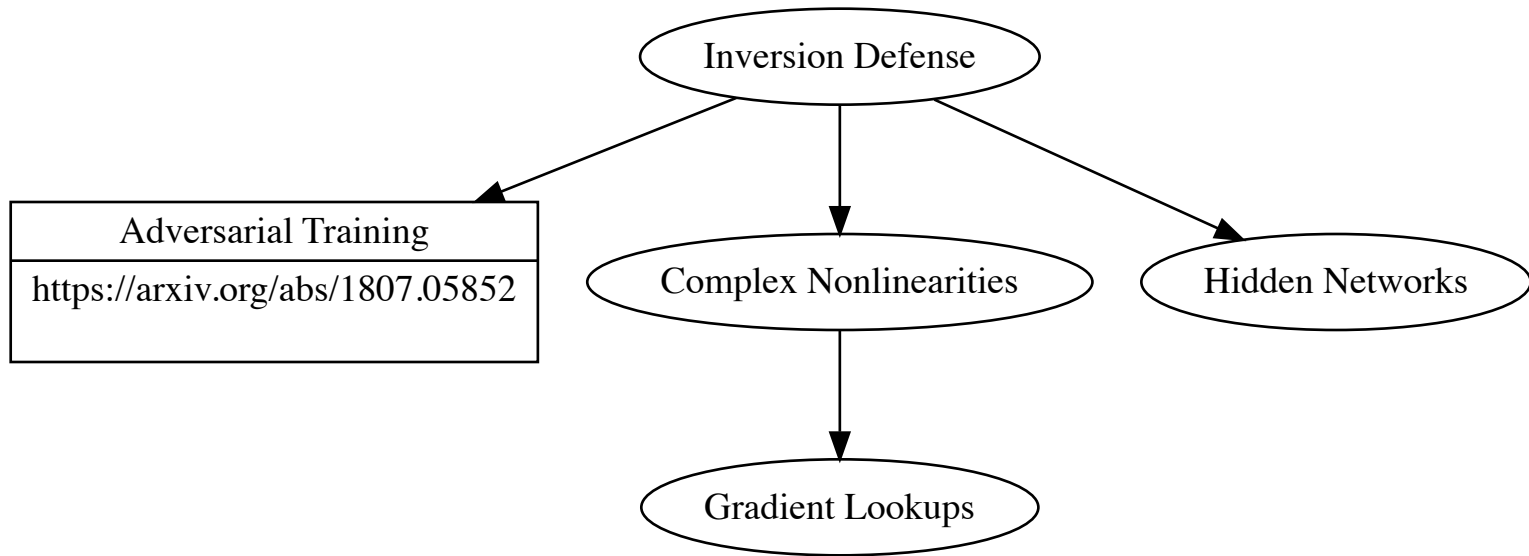 Inversion Defense
Adversarial Training
https://arxiv.org/abs/1807.05852
Complex Nonlinearities
Hidden Networks
Gradient Lookups